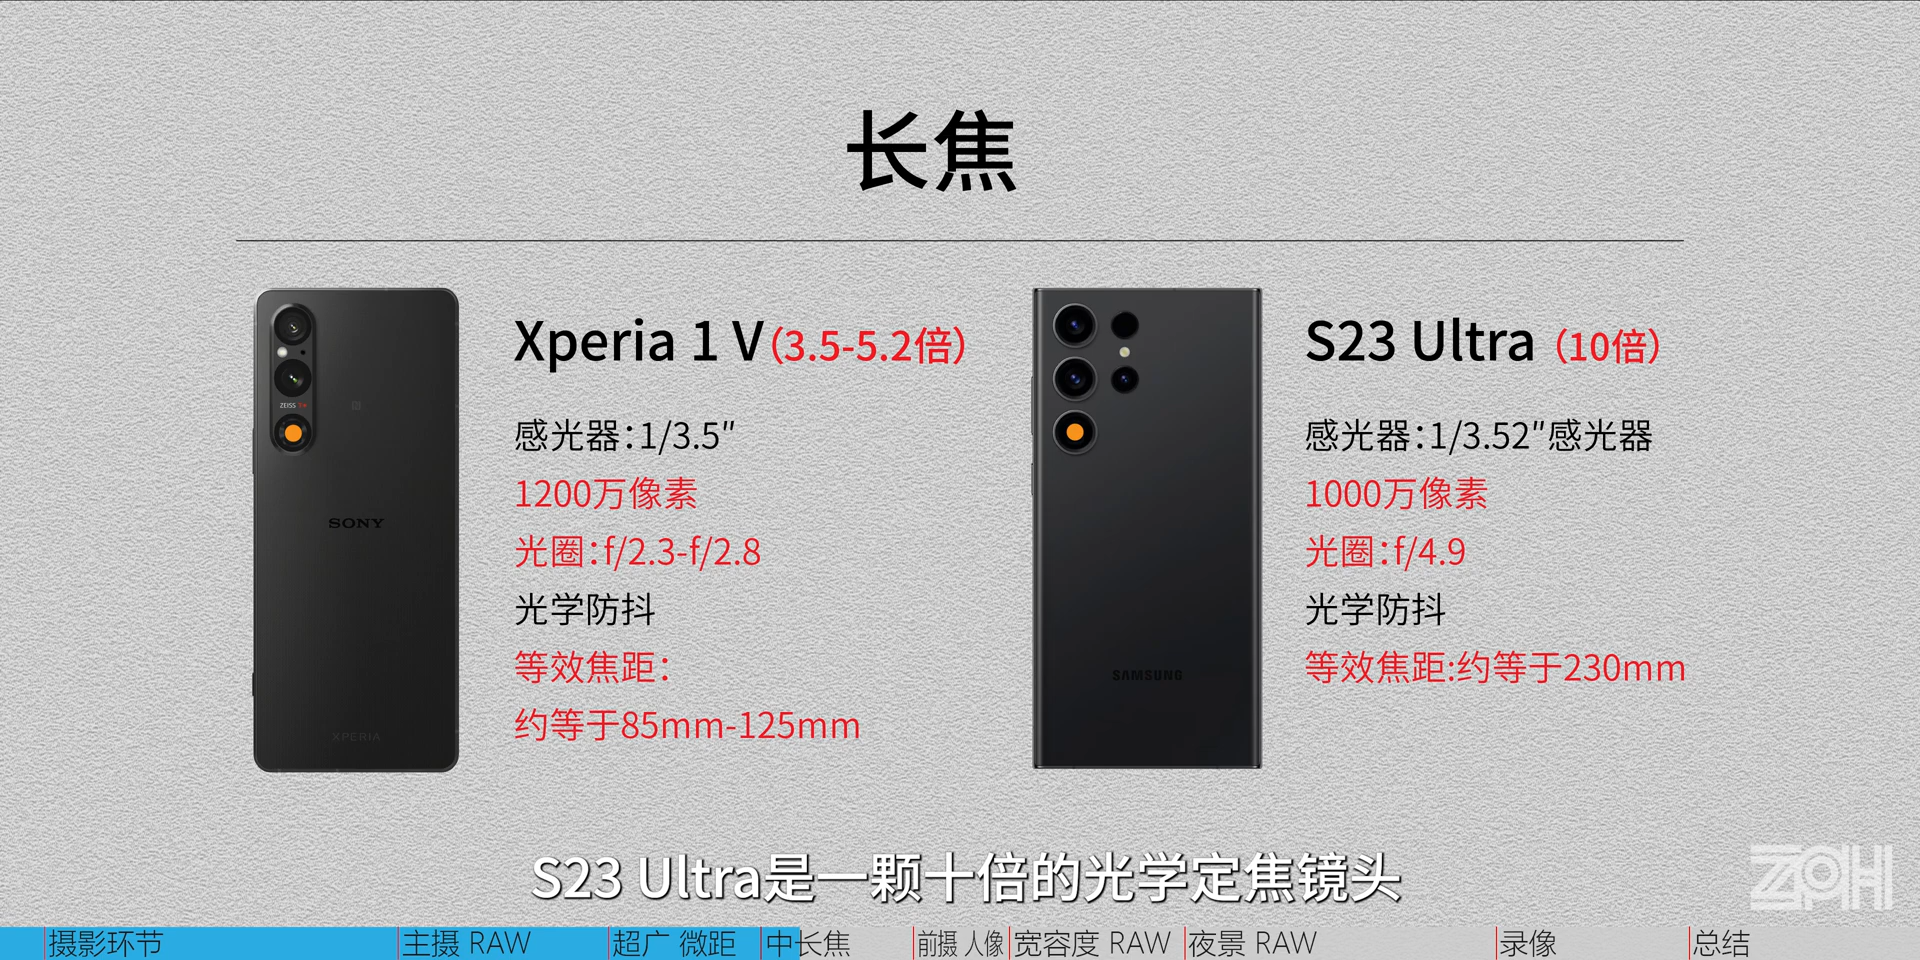 长焦
Xperia 1 V(3.5-5.2倍)
感光器:1/3.5"
1200万像素
光圈:f/2.3-f/2.8
光学防抖
等效焦距:
约等于85mm-125mm
ZEISS T*
SONY
XPERIA
S23 Ultra (10倍)
感光器:1/3.52"感光器
1000万像素
光圈:f/4.9
光学防抖
等效焦距:约等于230mm
SAMSUNG
S23 Ultra是一颗十倍的光学定焦镜头
摄影环节 主摄 RAW 超广 微距 中长焦 前摄 人像 宽容度 RAW 夜景 RAW 录像 总结